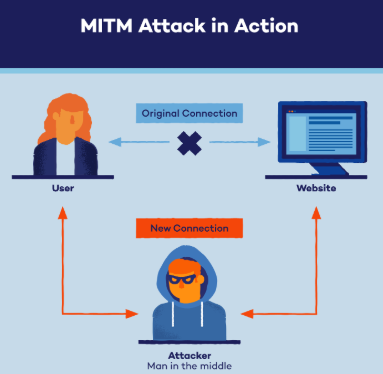 MITM Attack in Action
Original Connection
User
Website
New Connection
Attacker
Man in the middle